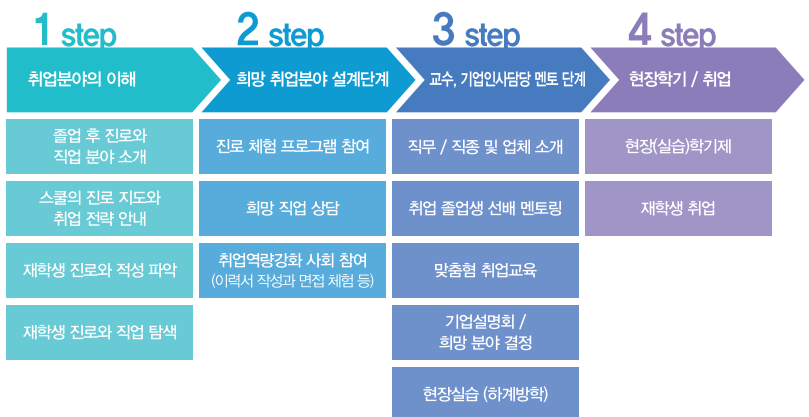 1 step
2 step
3 step
4 step
취업분야의 이해
희망 취업분야 설계단계
교수, 기업인사담당 멘토 단계
현장학기 / 취업
졸업 후 진로와
직업 분야 소개
스쿨의 진로 지도와
취업 전략 안내
재학생 진로와 적성 파악
재학생 진로와 직업 탐색
진로 체험 프로그램 참여
희망 직업 상담
취업역량강화 사회 참여
(이력서 작성과 면접 체험 등)
직무 / 직종 및 업체 소개
취업 졸업생 선배 멘토링
맞춤형 취업교육
기업설명회 /
희망 분야 결정
현장실습 (하계방학)
현장(실습)학기제
재학생 취업